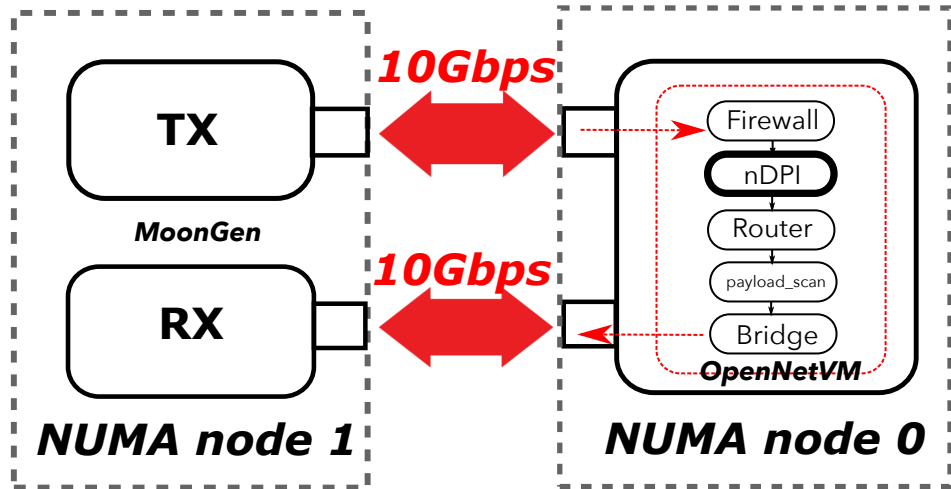 TX
MoonGen
RX
NUMA node 1
10Gbps
10Gbps
Firewall
nDPI
Router
payload_scan
Bridge
OpenNetVM
NUMA node 0